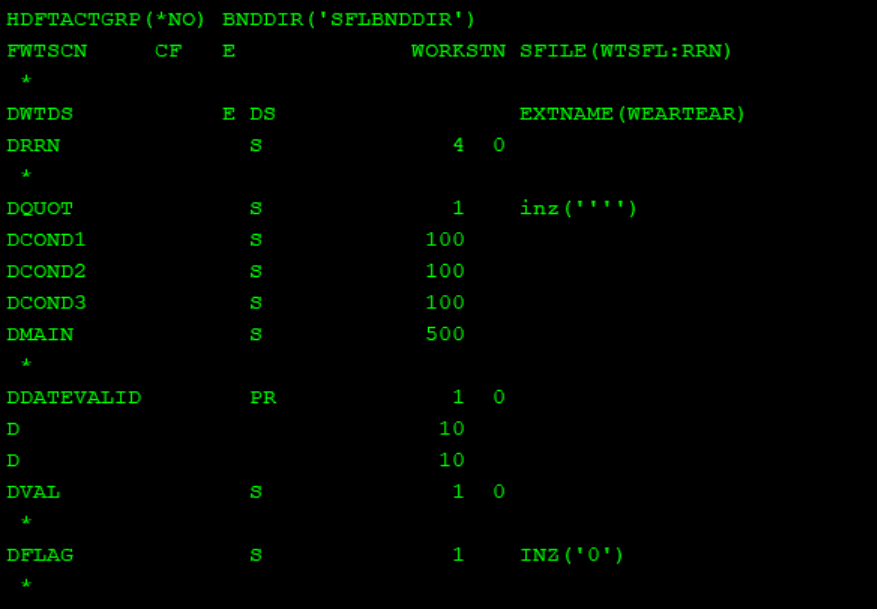 HDFTACTGRP(*NO) BNDDIR('SFLBNDDIR')
FWTSCN     CF   E             WORKSTN SFILE(WTSFL:RRN)
 *
DWTDS           E DS                  EXTNAME(WEARTEAR)
DRRN              S              4  0
 *
DQUOT             S              1    inz('''')
DCOND1            S            100
DCOND2            S            100
DCOND3            S            100
DMAIN             S            500
 *
DDATEVALID        PR             1  0
D                               10
D                               10
DVAL              S              1  0
 *
DFLAG             S              1    INZ('0')
 *